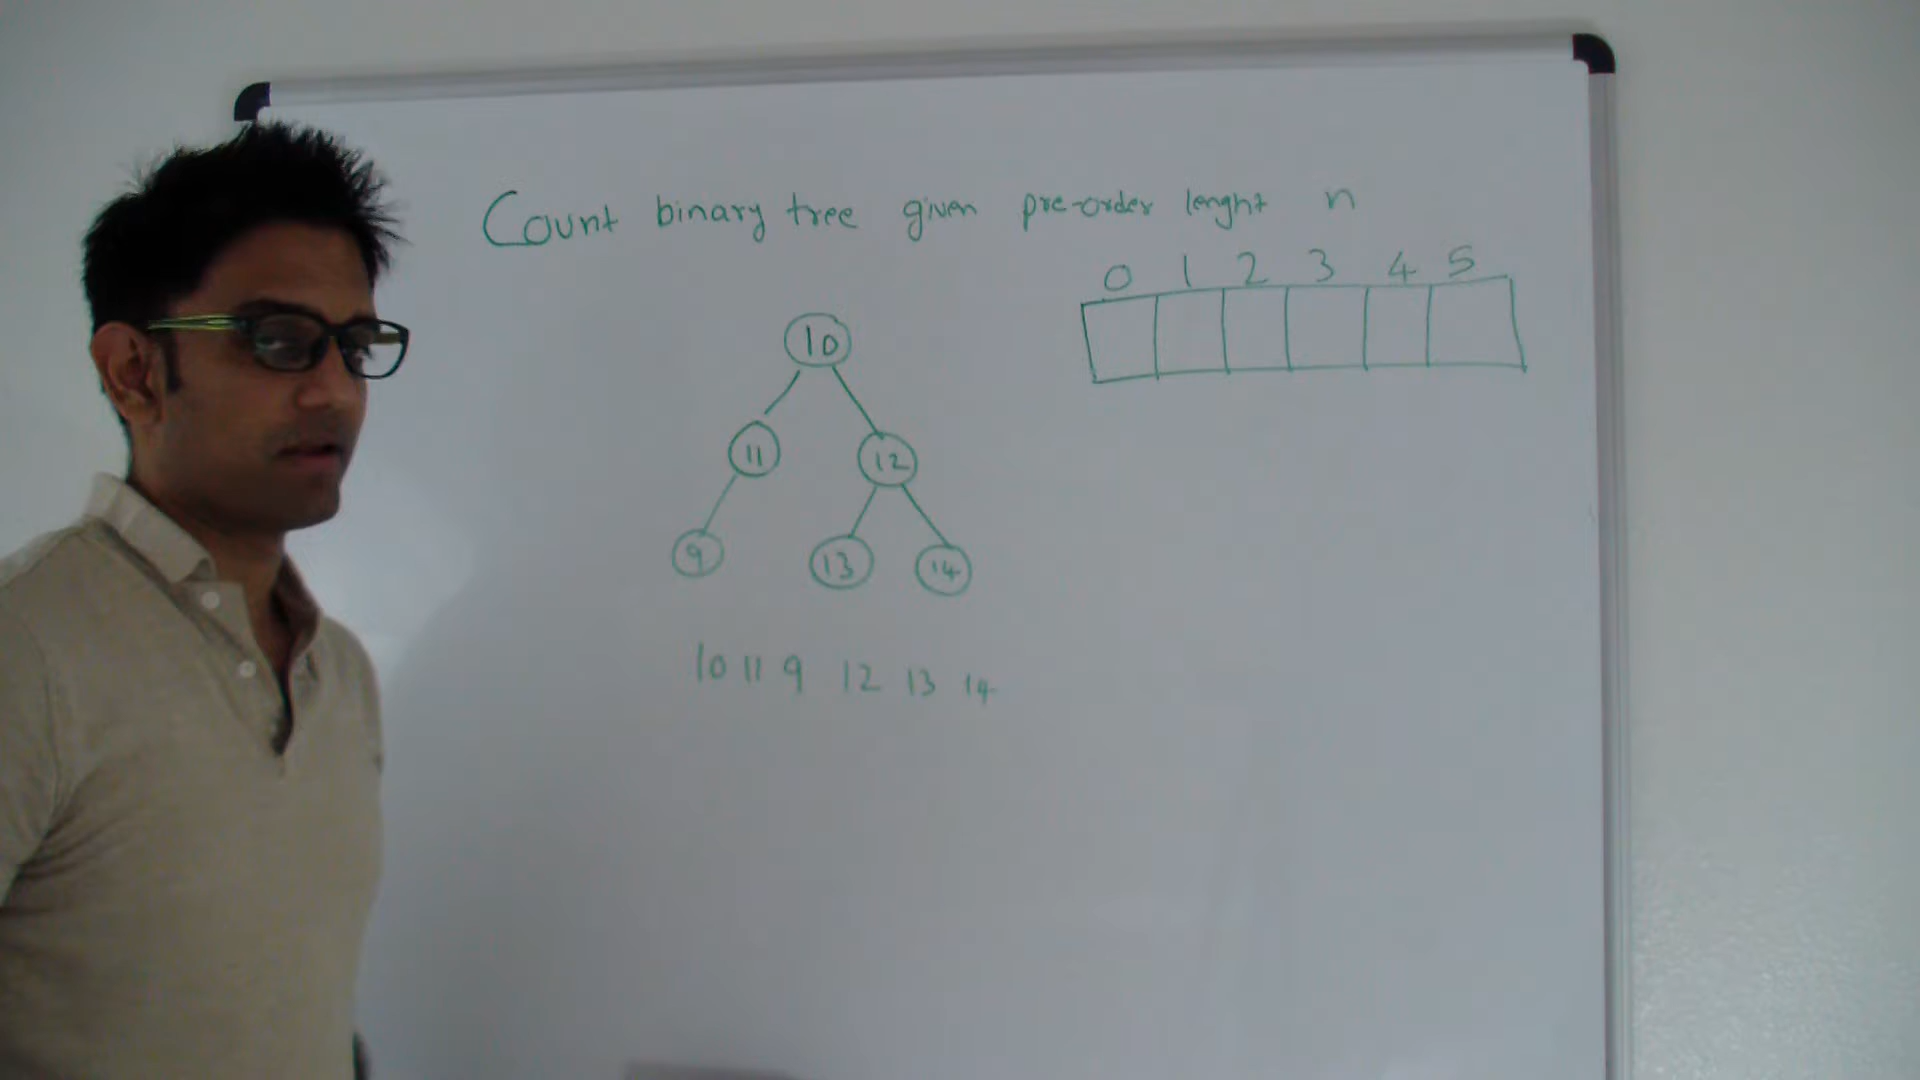 Count binary tree given pre-order lenght n
0 1 2 3 4 5
10
11 12
9 13 14
10 11 9 12 13 14